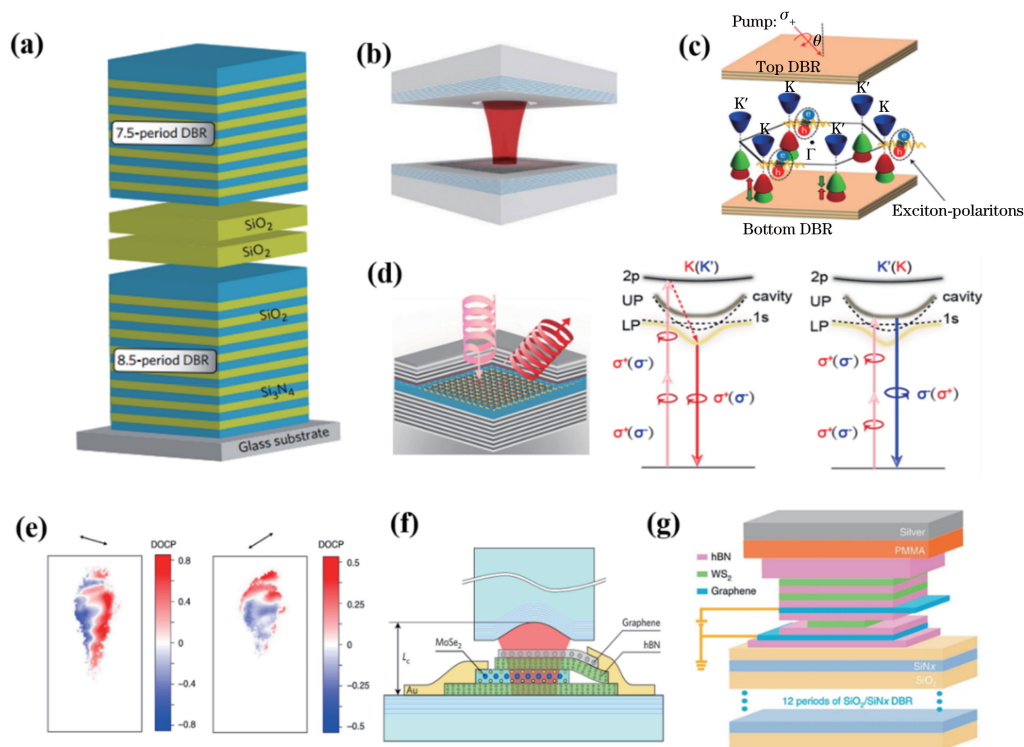 (a)
7.5-period DBR
SiO₂
SiO₂
SiO₂
8.5-period DBR
Si₃N₄
Glass substrate
(b)
(c)
Pump: σ₊
θ
Top DBR
K′
K
K′
K
K
K′
e
h
e
h
e
h
Γ
Exciton-polaritons
Bottom DBR
(d)
σ⁺(σ⁻)
σ⁺(σ⁻)
K(K′)
2p
UP
cavity
LP
1s
σ⁺(σ⁻)
K′(K)
2p
UP
cavity
LP
1s
σ⁺(σ⁻)
σ⁺(σ⁻)
σ⁻(σ⁺)
(e)
DOCP
0.8
0.4
0
-0.4
-0.8
DOCP
0.5
0.3
0
-0.3
-0.5
(f)
Graphene
MoSe₂
hBN
L_c
Au
(g)
hBN
WS₂
Graphene
Silver
PMMA
SiNx
SiO₂
12 periods of SiO₂/SiNx DBR